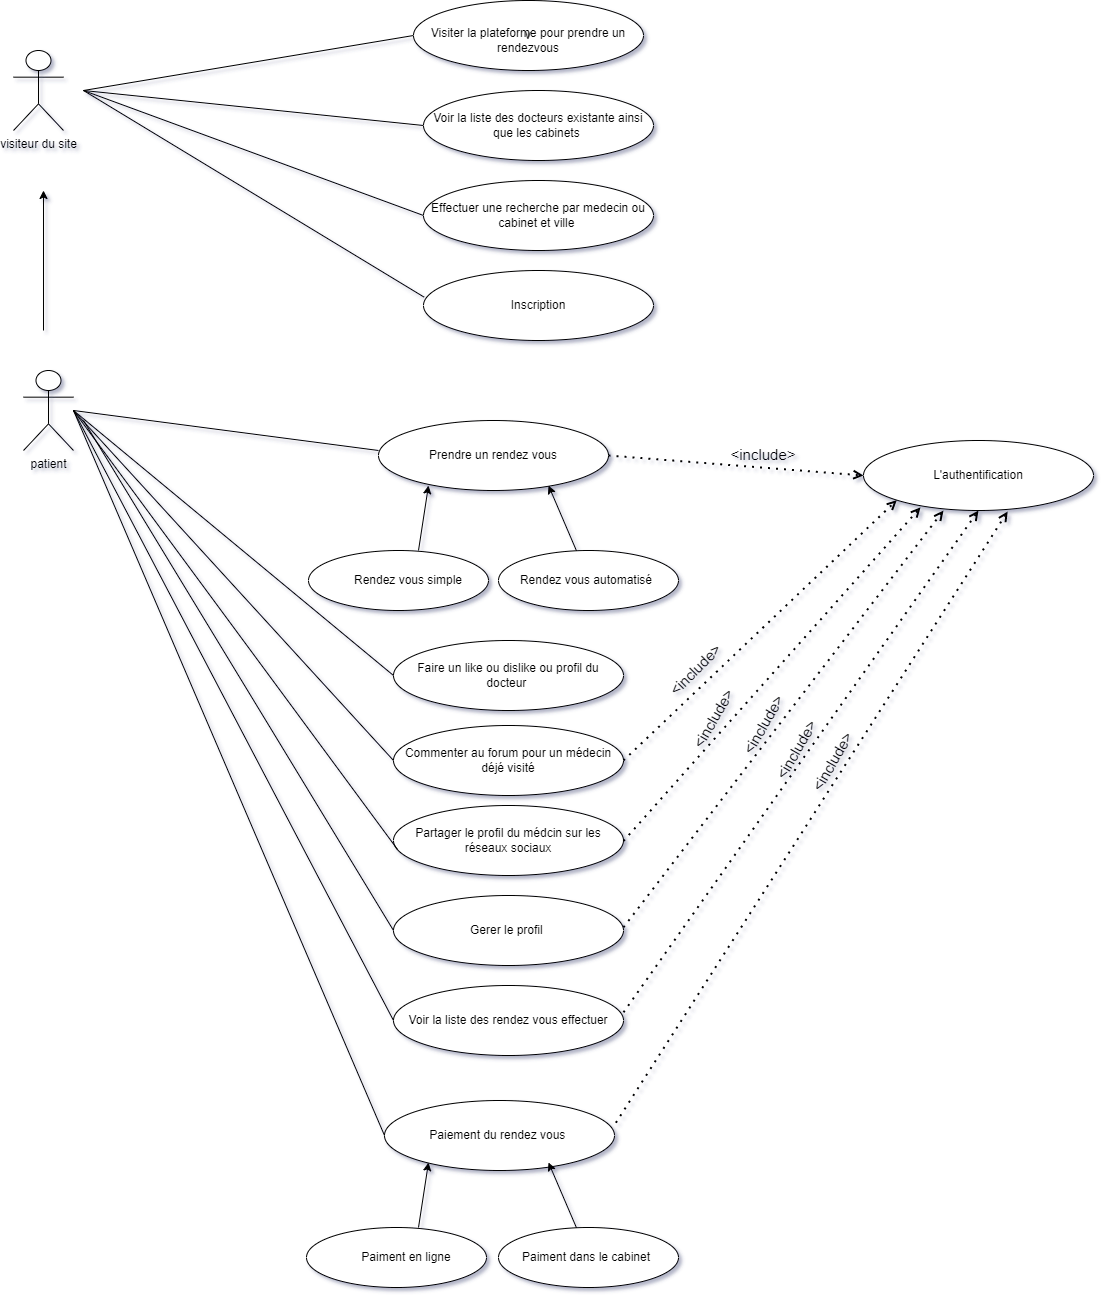 Visiter la plateforme pour prendre un
rendezvous
visiteur du site
Voir la liste des docteurs existante ainsi
que les cabinets
Effectuer une recherche par medecin ou
cabinet et ville
Inscription
patient
Prendre un rendez vous
<include>
L'authentification
Rendez vous simple
Rendez vous automatisé
Faire un like ou dislike ou profil du
docteur
<include>
Commenter au forum pour un médecin
déjé visité
<include>
<include>
<include>
<include>
Partager le profil du médcin sur les
réseaux sociaux
Gerer le profil
Voir la liste des rendez vous effectuer
Paiement du rendez vous
Paiment en ligne
Paiment dans le cabinet